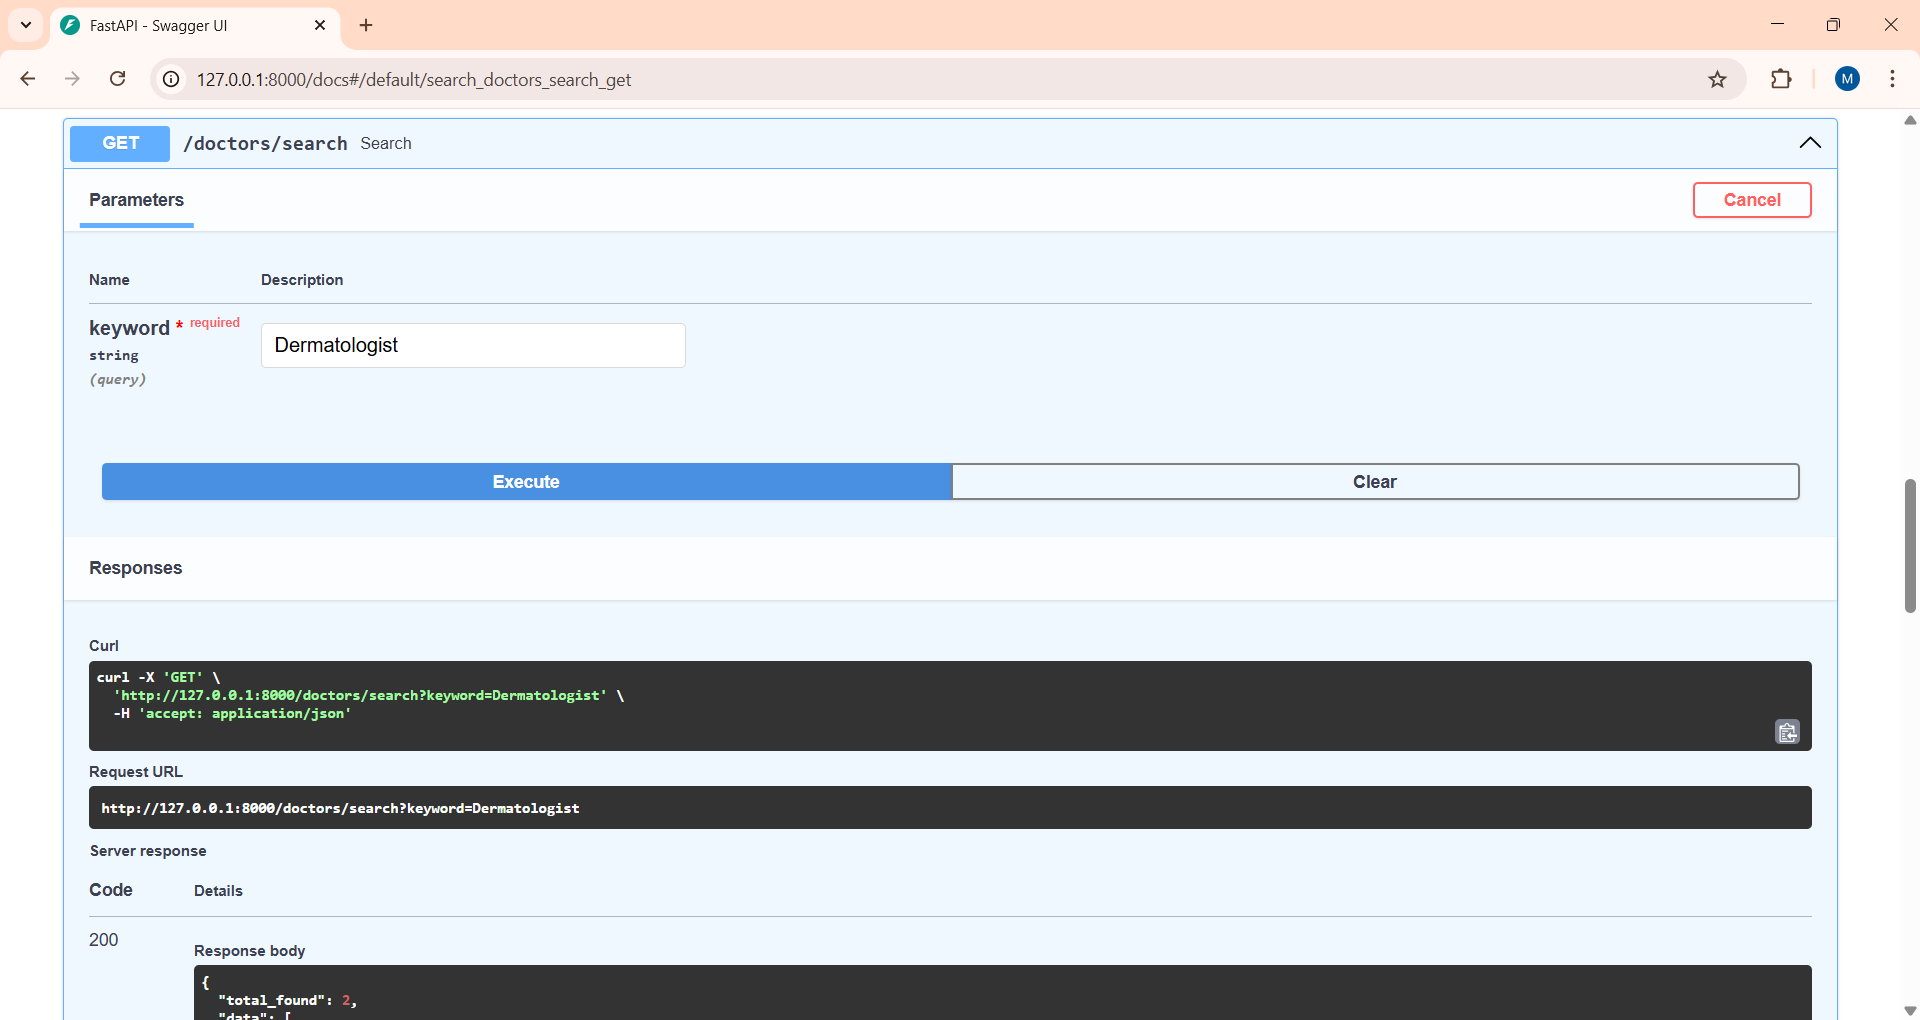 FastAPI - Swagger UI
127.0.0.1:8000/docs#/default/search_doctors_search_get
M
GET /doctors/search Search
Parameters
Cancel
Name Description
keyword * required
string
(query)
Dermatologist
Execute
Clear
Responses
Curl
curl -X 'GET' \
'http://127.0.0.1:8000/doctors/search?keyword=Dermatologist' \
-H 'accept: application/json'
Request URL
http://127.0.0.1:8000/doctors/search?keyword=Dermatologist
Server response
Code Details
200
Response body
{
"total_found": 2,
"data": [